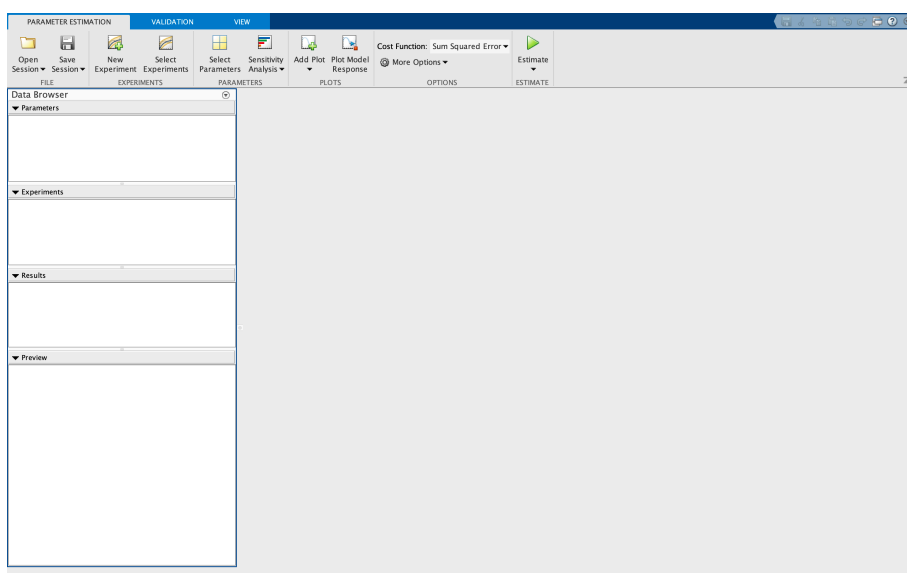 PARAMETER ESTIMATION VALIDATION VIEW
Open Session Save Session New Experiment Select Experiments Select Parameters Sensitivity Analysis Add Plot Plot Model Response Cost Function: Sum Squared Error Estimate
More Options
FILE EXPERIMENTS PARAMETERS PLOTS OPTIONS ESTIMATE
Data Browser
Parameters
Experiments
Results
Preview